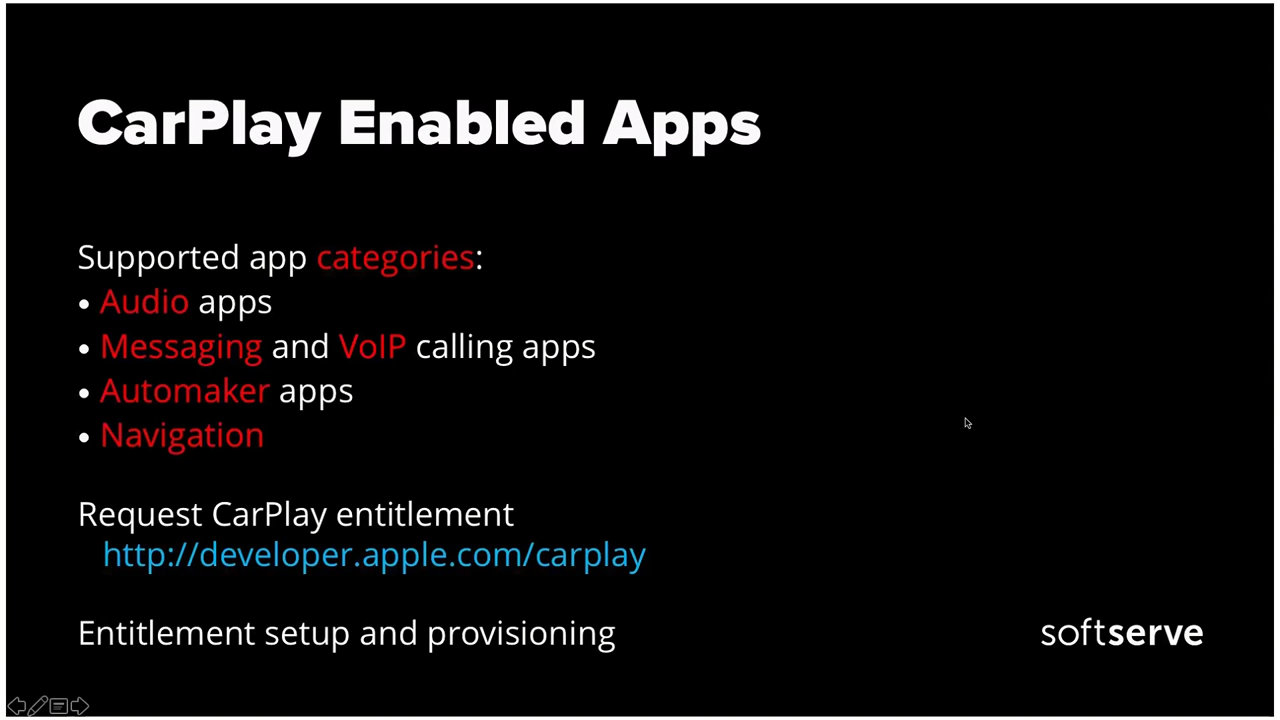 CarPlay Enabled Apps
Supported app categories:
• Audio apps
• Messaging and VoIP calling apps
• Automaker apps
• Navigation
Request CarPlay entitlement
http://developer.apple.com/carplay
Entitlement setup and provisioning
softserve